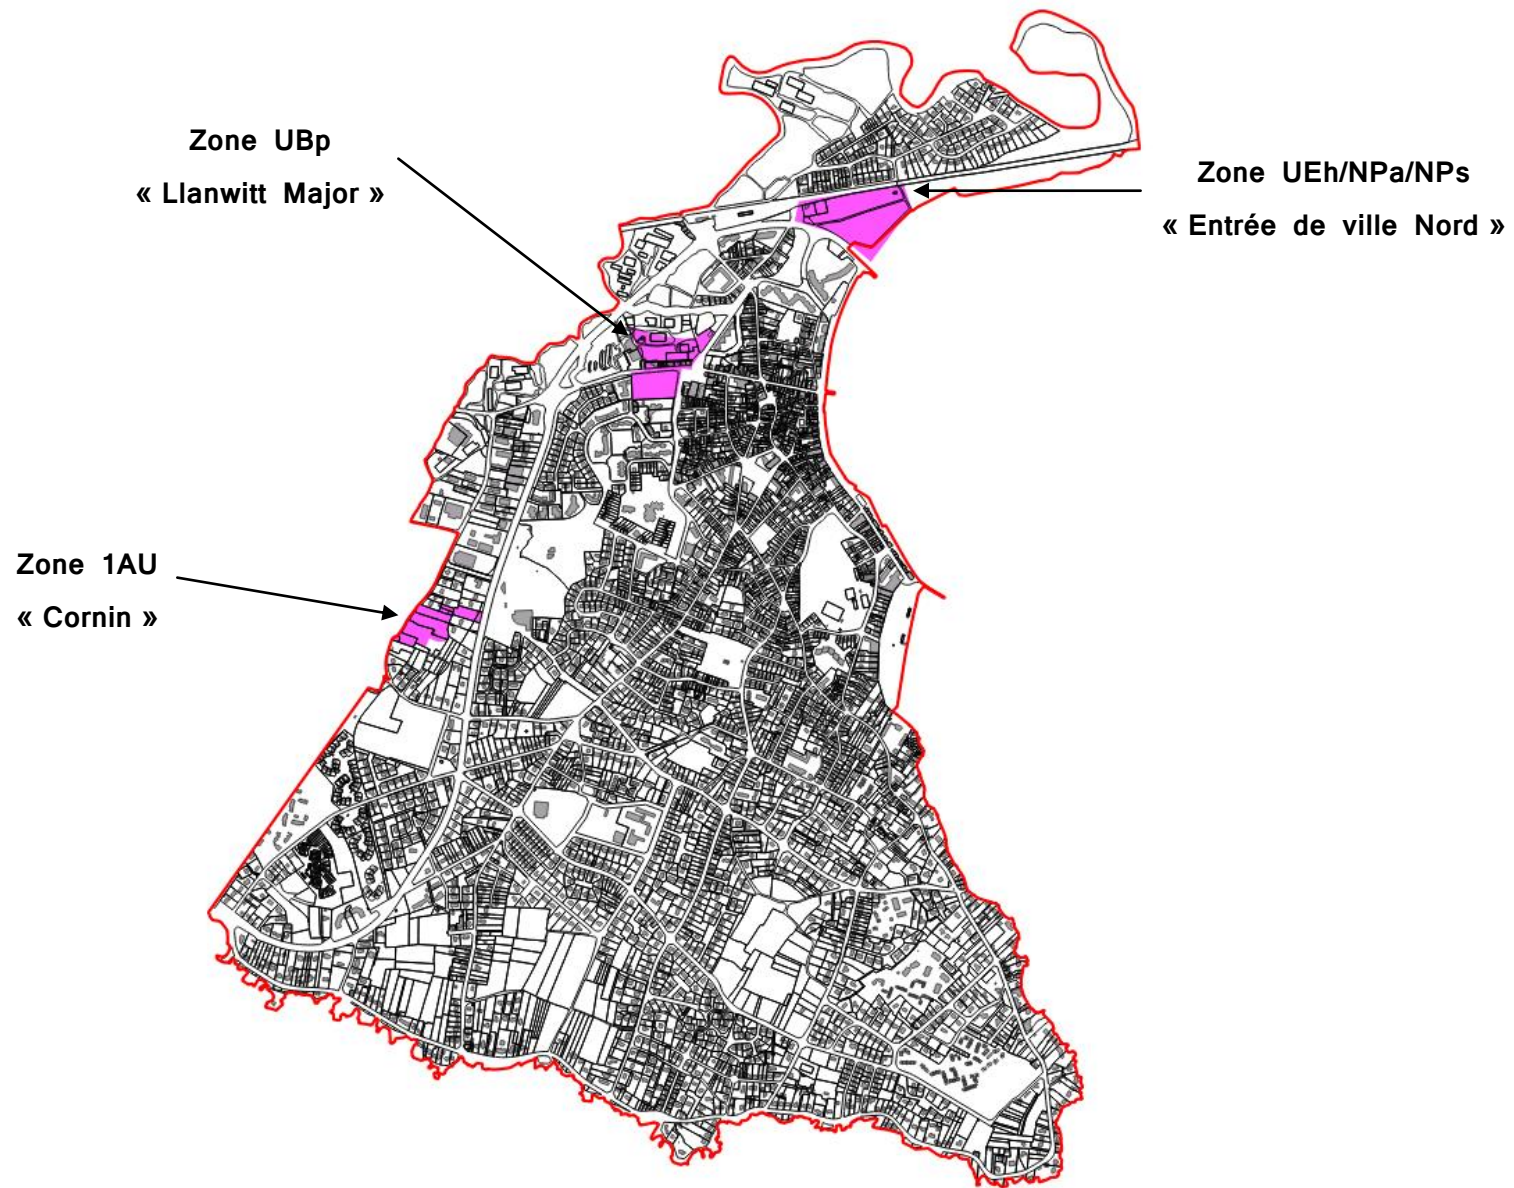 Zone UBp
« Llanwitt Major »
Zone UEh/NPa/NPs
« Entrée de ville Nord »
Zone 1AU
« Cornin »